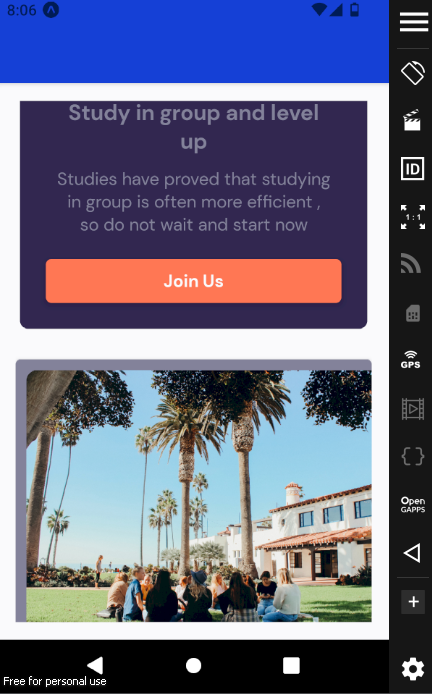 8:06
Study in group and level
up
Studies have proved that studying
in group is often more efficient ,
so do not wait and start now
Join Us
ID
1 : 1
GPS
Open
GAPPS
Free for personal use